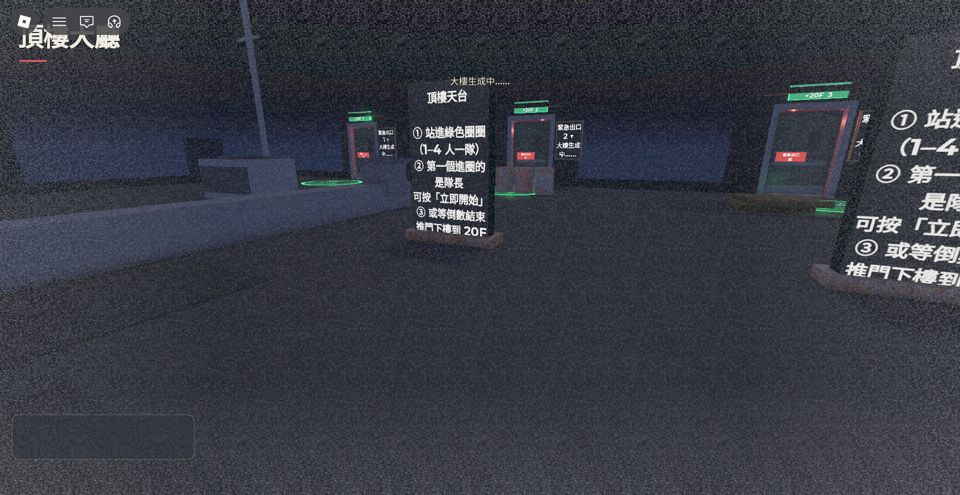 頂樓大廳
大樓生成中......
頂樓天台
① 站進綠色圈圈
(1–4 人一隊)
② 第一個進圈的
是隊長
可按「立即開始」
③ 或等倒數結束
推門下樓到 20F
緊急出口
1
大樓生成
中......
+20F 2
緊急出口
2
大樓生成
中......
+20F 3
① 站
(1–4
② 第一
是隊
可按「立
③ 或等倒
推門下樓到